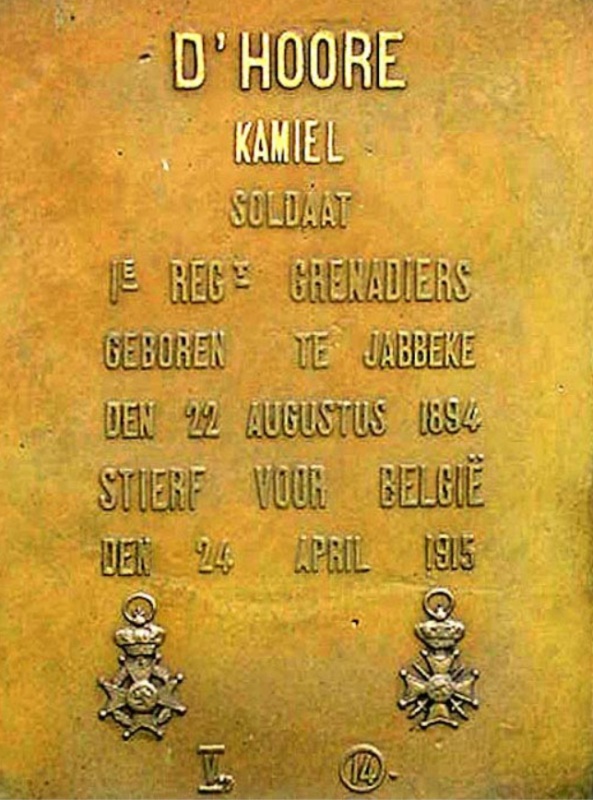 D'HOORE
KAMIEL
SOLDAAT
1E REGT GRENADIERS
GEBOREN TE JABBEKE
DEN 22 AUGUSTUS 1894
STIERF VOOR BELGIË
DEN 24 APRIL 1915
V. 14.